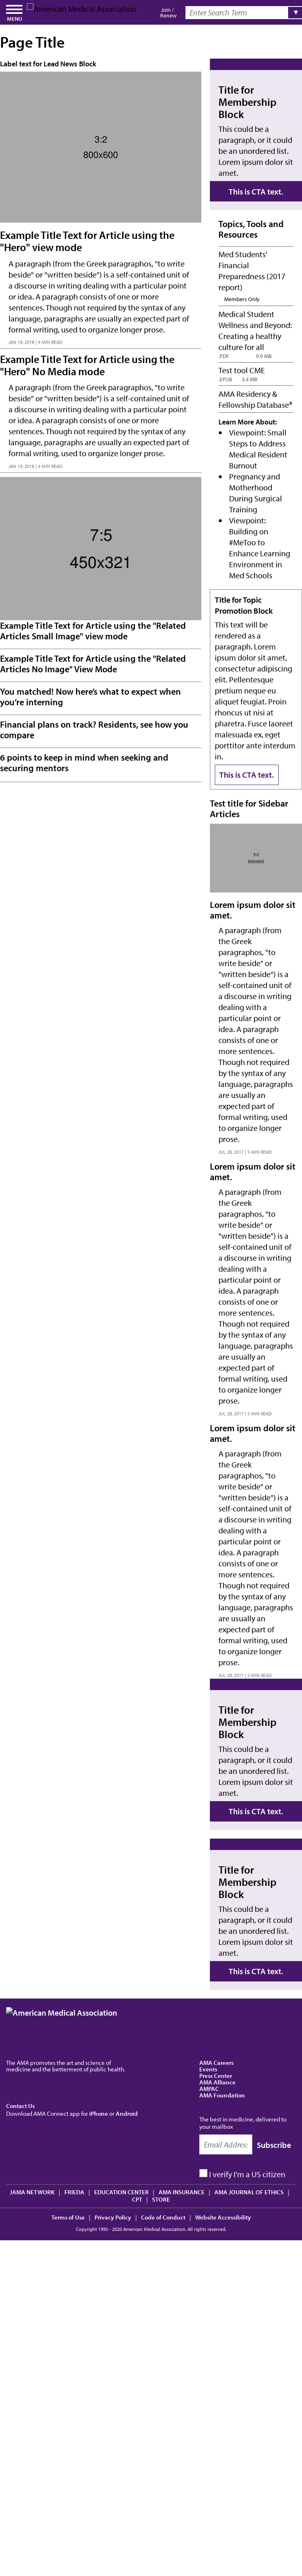 MENU
American Medical Association
Join /
Renew
Enter Search Term
Page Title
Label text for Lead News Block
3:2
800x600
Example Title Text for Article using the
"Hero" view mode
A paragraph (from the Greek paragraphos, "to write
beside" or "written beside") is a self-contained unit of
a discourse in writing dealing with a particular point
or idea. A paragraph consists of one or more
sentences. Though not required by the syntax of any
language, paragraphs are usually an expected part of
formal writing, used to organize longer prose.
JAN 19, 2018 | 4 MIN READ
Example Title Text for Article using the
"Hero" No Media mode
A paragraph (from the Greek paragraphos, "to write
beside" or "written beside") is a self-contained unit of
a discourse in writing dealing with a particular point
or idea. A paragraph consists of one or more
sentences. Though not required by the syntax of any
language, paragraphs are usually an expected part of
formal writing, used to organize longer prose.
JAN 19, 2018 | 4 MIN READ
7:5
450x321
Example Title Text for Article using the "Related
Articles Small Image" view mode
Example Title Text for Article using the "Related
Articles No Image" View Mode
You matched! Now here's what to expect when
you're interning
Financial plans on track? Residents, see how you
compare
6 points to keep in mind when seeking and
securing mentors
Title for
Membership
Block
This could be a
paragraph, or it could
be an unordered list.
Lorem ipsum dolor sit
amet.
This is CTA text.
Topics, Tools and
Resources
Med Students'
Financial
Preparedness (2017
report)
Members Only
Medical Student
Wellness and Beyond:
Creating a healthy
culture for all
.PDF 9.9 MB
Test tool CME
.EPUB 3.4 MB
AMA Residency &
Fellowship Database®
Learn More About:
Viewpoint: Small
Steps to Address
Medical Resident
Burnout
Pregnancy and
Motherhood
During Surgical
Training
Viewpoint:
Building on
#MeToo to
Enhance Learning
Environment in
Med Schools
Title for Topic
Promotion Block
This text will be
rendered as a
paragraph. Lorem
ipsum dolor sit amet,
consectetur adipiscing
elit. Pellentesque
pretium neque eu
aliquet feugiat. Proin
rhoncus ut nisi at
pharetra. Fusce laoreet
malesuada ex, eget
porttitor ante interdum
in.
This is CTA text.
Test title for Sidebar
Articles
3:2
800x600
Lorem ipsum dolor sit
amet.
A paragraph (from
the Greek
paragraphos, "to
write beside" or
"written beside") is a
self-contained unit of
a discourse in writing
dealing with a
particular point or
idea. A paragraph
consists of one or
more sentences.
Though not required
by the syntax of any
language, paragraphs
are usually an
expected part of
formal writing, used
to organize longer
prose.
JUL 28, 2017 | 5 MIN READ
Lorem ipsum dolor sit
amet.
A paragraph (from
the Greek
paragraphos, "to
write beside" or
"written beside") is a
self-contained unit of
a discourse in writing
dealing with a
particular point or
idea. A paragraph
consists of one or
more sentences.
Though not required
by the syntax of any
language, paragraphs
are usually an
expected part of
formal writing, used
to organize longer
prose.
JUL 28, 2017 | 5 MIN READ
Lorem ipsum dolor sit
amet.
A paragraph (from
the Greek
paragraphos, "to
write beside" or
"written beside") is a
self-contained unit of
a discourse in writing
dealing with a
particular point or
idea. A paragraph
consists of one or
more sentences.
Though not required
by the syntax of any
language, paragraphs
are usually an
expected part of
formal writing, used
to organize longer
prose.
JUL 28, 2017 | 5 MIN READ
Title for
Membership
Block
This could be a
paragraph, or it could
be an unordered list.
Lorem ipsum dolor sit
amet.
This is CTA text.
Title for
Membership
Block
This could be a
paragraph, or it could
be an unordered list.
Lorem ipsum dolor sit
amet.
This is CTA text.
American Medical Association
The AMA promotes the art and science of
medicine and the betterment of public health.
Contact Us
Download AMA Connect app for iPhone or Android
AMA Careers
Events
Press Center
AMA Alliance
AMPAC
AMA Foundation
The best in medicine, delivered to
your mailbox
Email Address
Subscribe
I verify I'm a US citizen
JAMA NETWORK | FRIEDA | EDUCATION CENTER | AMA INSURANCE | AMA JOURNAL OF ETHICS |
CPT | STORE
Terms of Use | Privacy Policy | Code of Conduct | Website Accessibility
Copyright 1995 - 2020 American Medical Association. All rights reserved.